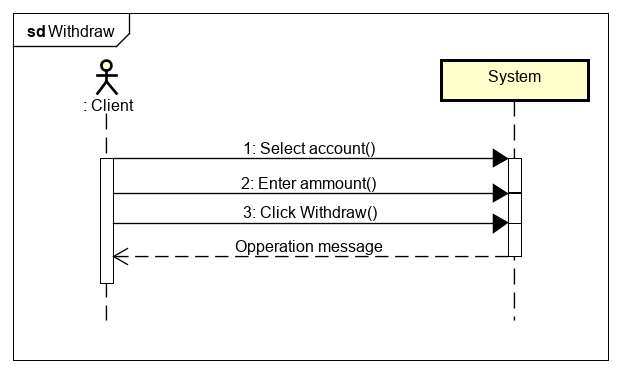 sd Withdraw
: Client
System
1: Select account()
2: Enter ammount()
3: Click Withdraw()
Opperation message